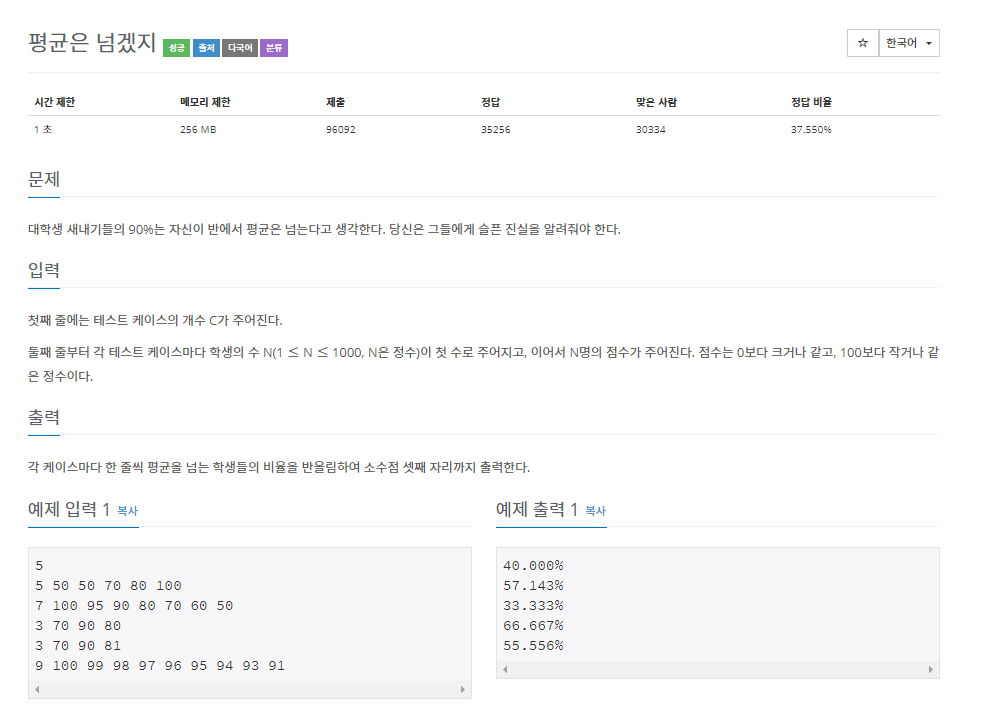 평균은 넘겠지 성공 출처 다국어 분류
☆ 한국어
시간 제한 메모리 제한 제출 정답 맞은 사람 정답 비율
1 초 256 MB 96092 35256 30334 37.550%
문제
대학생 새내기들의 90%는 자신이 반에서 평균은 넘는다고 생각한다. 당신은 그들에게 슬픈 진실을 알려줘야 한다.
입력
첫째 줄에는 테스트 케이스의 개수 C가 주어진다.
둘째 줄부터 각 테스트 케이스마다 학생의 수 N(1 ≤ N ≤ 1000, N은 정수)이 첫 수로 주어지고, 이어서 N명의 점수가 주어진다. 점수는 0보다 크거나 같고, 100보다 작거나 같
은 정수이다.
출력
각 케이스마다 한 줄씩 평균을 넘는 학생들의 비율을 반올림하여 소수점 셋째 자리까지 출력한다.
예제 입력 1 복사
5
5 50 50 70 80 100
7 100 95 90 80 70 60 50
3 70 90 80
3 70 90 81
9 100 99 98 97 96 95 94 93 91
예제 출력 1 복사
40.000%
57.143%
33.333%
66.667%
55.556%